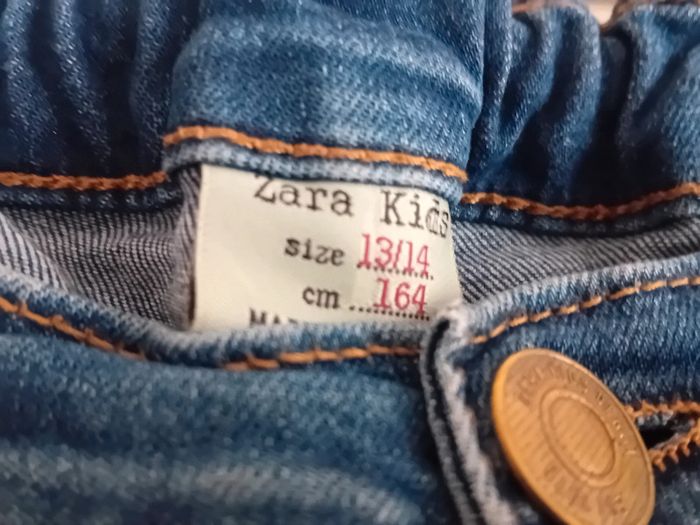 Zara Kids
size 13/14
cm 164